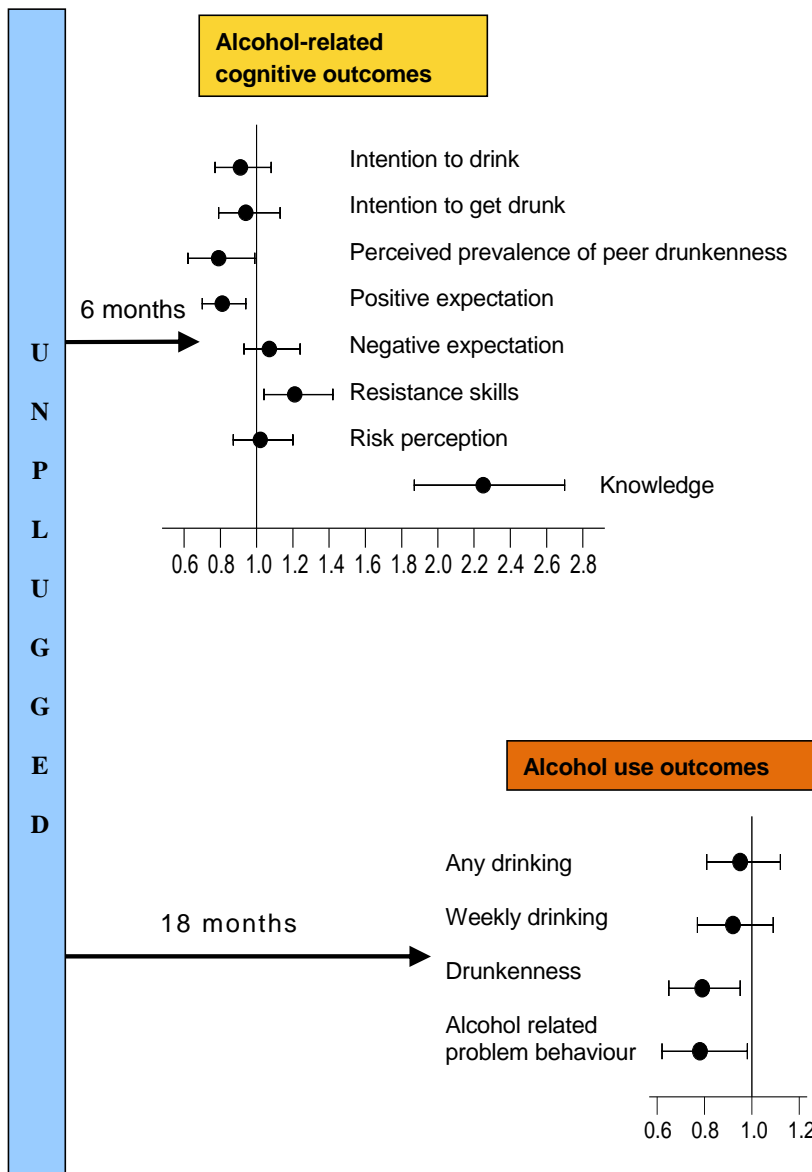 Alcohol-related
cognitive outcomes
Intention to drink
Intention to get drunk
Perceived prevalence of peer drunkenness
Positive expectation
6 months
Negative expectation
Resistance skills
Risk perception
Knowledge
0.6 0.8 1.0 1.2 1.4 1.6 1.8 2.0 2.2 2.4 2.6 2.8
U
N
P
L
U
G
G
E
D
Alcohol use outcomes
Any drinking
Weekly drinking
18 months
Drunkenness
Alcohol related
problem behaviour
0.6 0.8 1.0 1.2